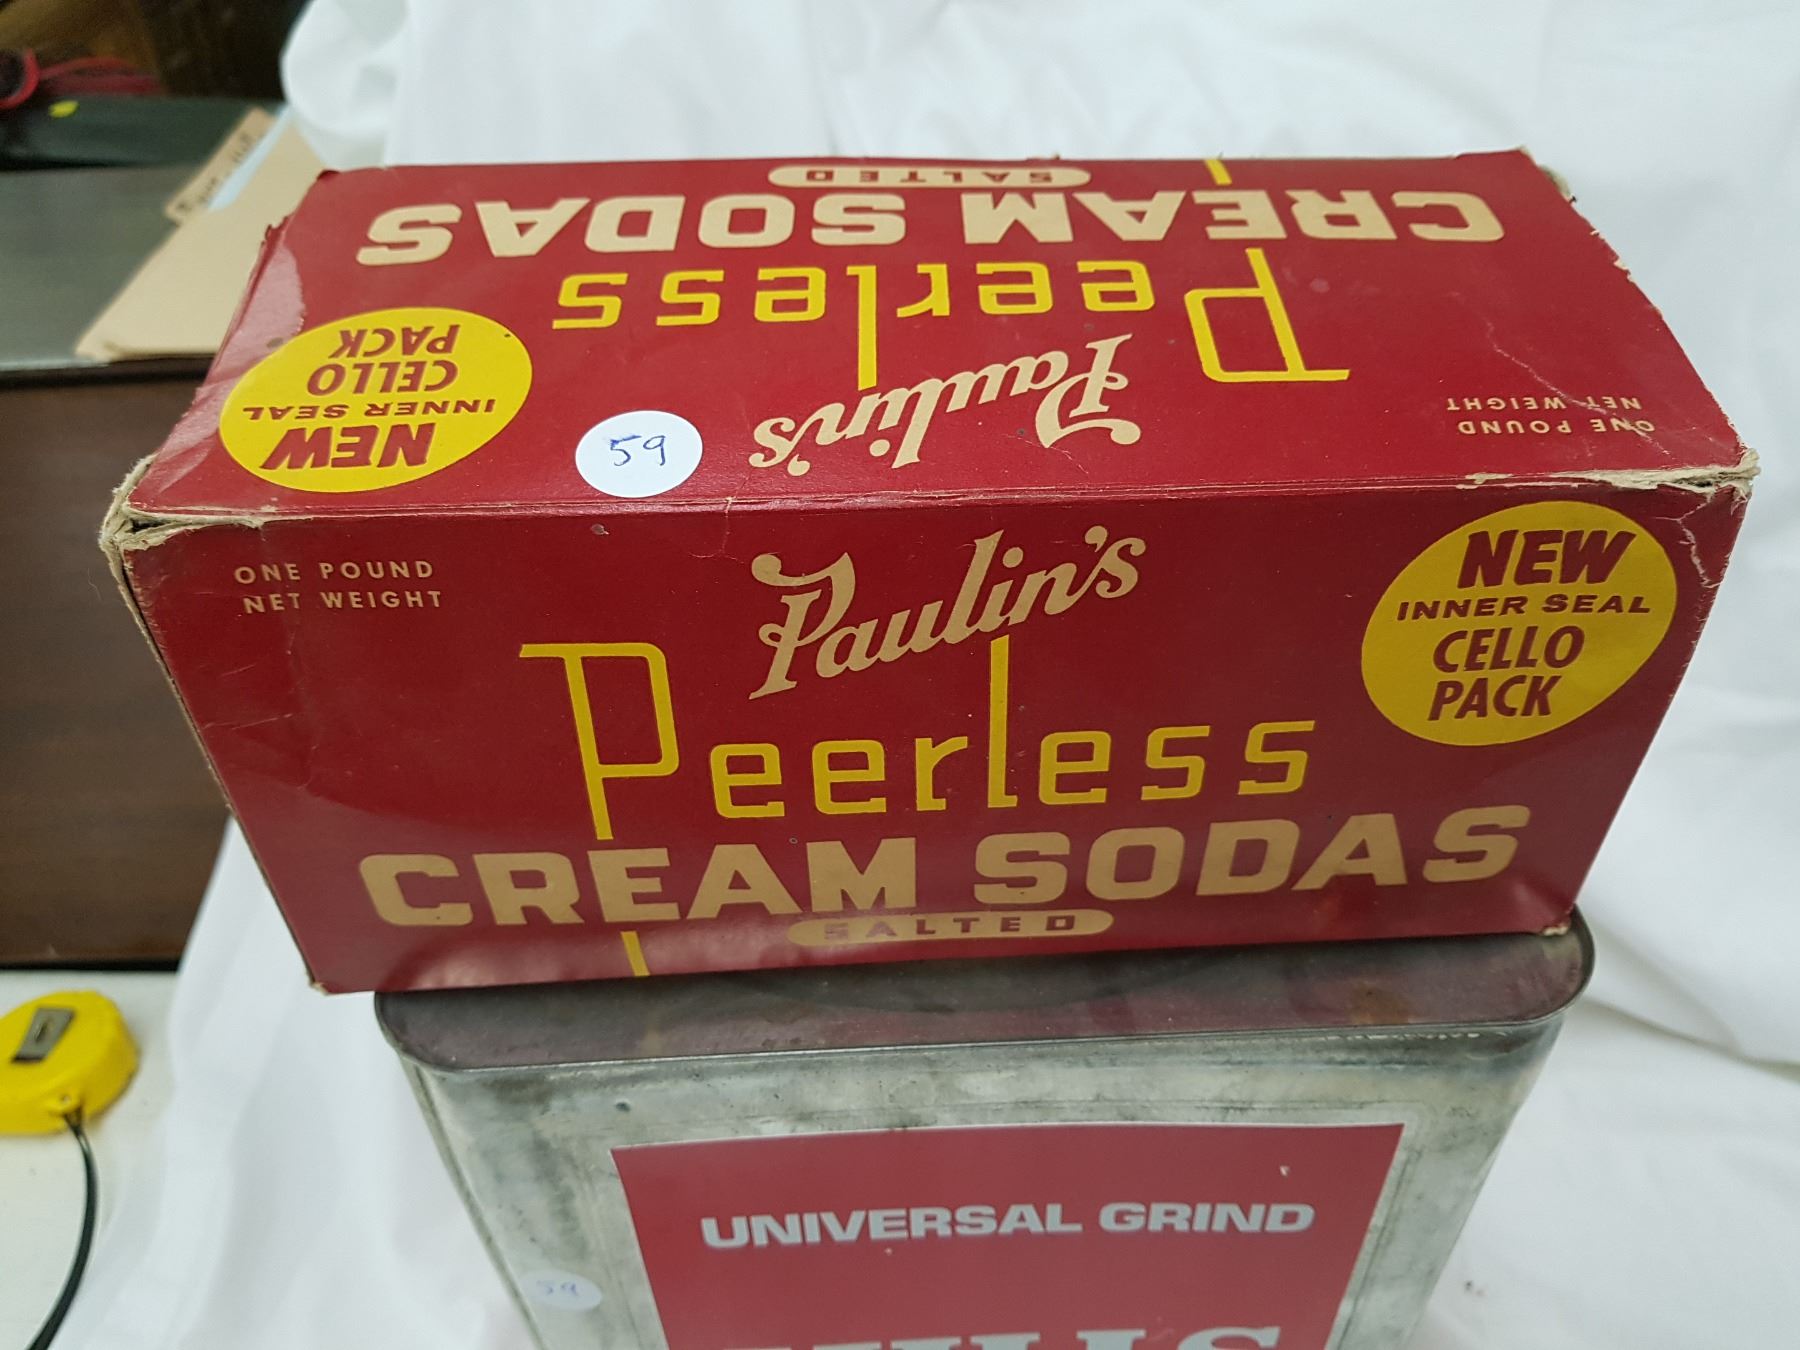 SALTED
CREAM SODAS
Peerless
Paulin's
NEW
INNER SEAL
CELLO
PACK
ONE POUND
NET WEIGHT
59
ONE POUND
NET WEIGHT
Paulin's
Peerless
CREAM SODAS
SALTED
NEW
INNER SEAL
CELLO
PACK
UNIVERSAL GRIND
59